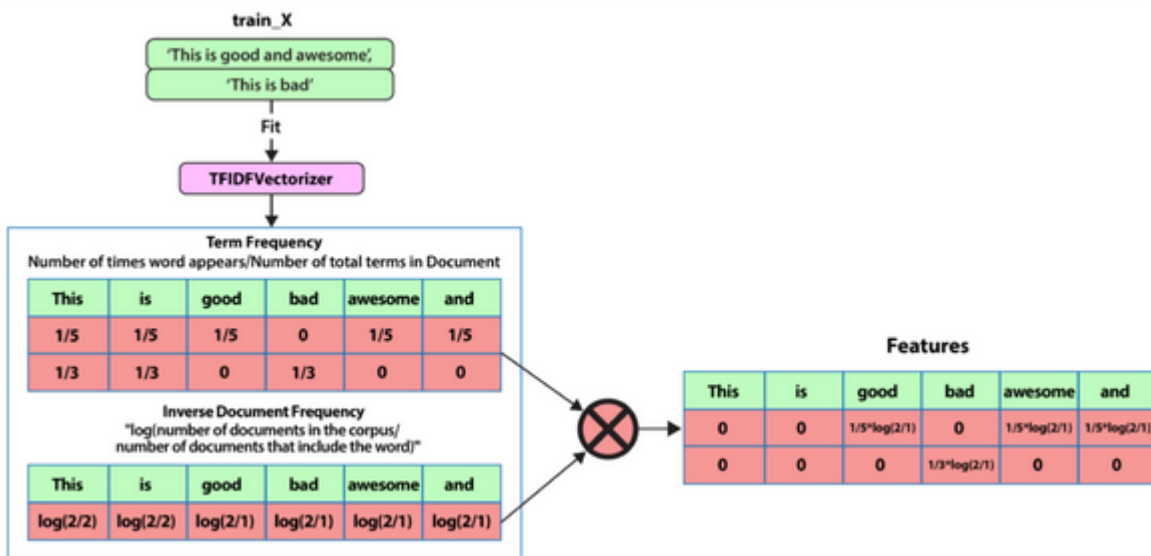 train_X
'This is good and awesome',
'This is bad'
Fit
TFIDFVectorizer
Term Frequency
Number of times word appears/Number of total terms in Document
This is good bad awesome and
1/5 1/5 1/5 0 1/5 1/5
1/3 1/3 0 1/3 0 0
Inverse Document Frequency
"log(number of documents in the corpus/
number of documents that include the word)"
This is good bad awesome and
log(2/2) log(2/2) log(2/1) log(2/1) log(2/1) log(2/1)
Features
This is good bad awesome and
0 0 1/5*log(2/1) 0 1/5*log(2/1) 1/5*log(2/1)
0 0 0 1/3*log(2/1) 0 0